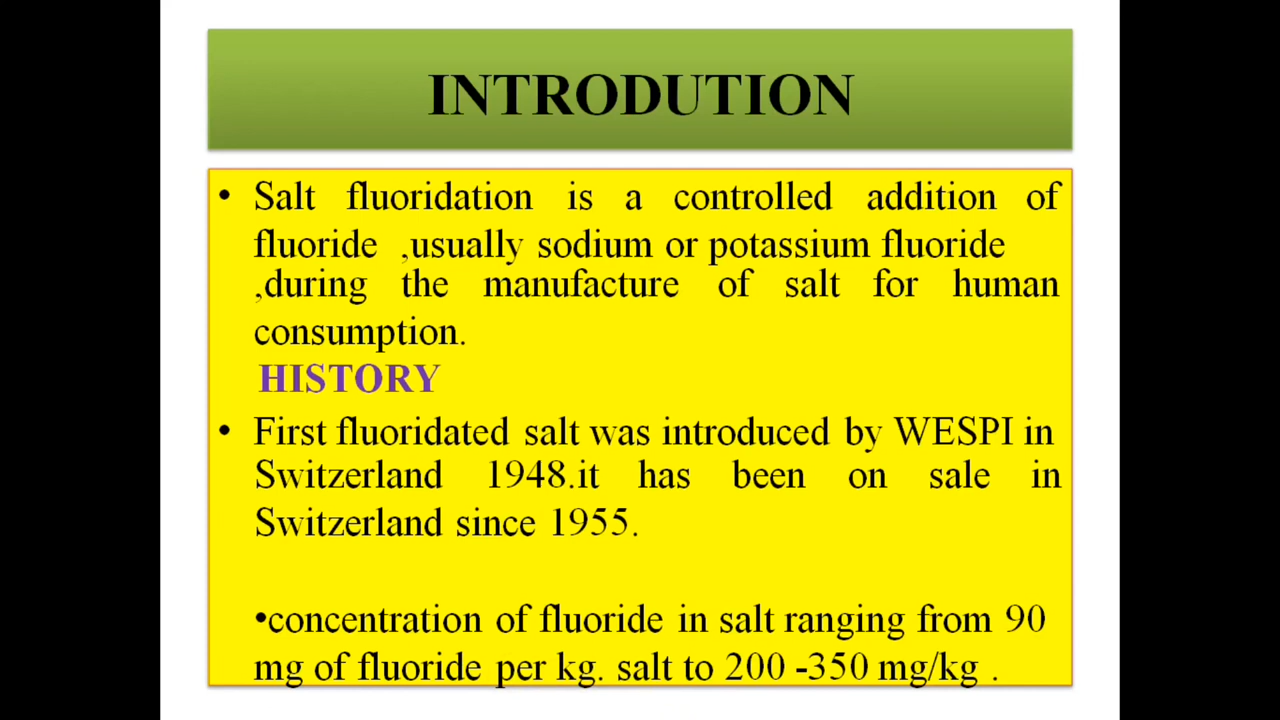 INTRODUTION
• Salt fluoridation is a controlled addition of
fluoride ,usually sodium or potassium fluoride
,during the manufacture of salt for human
consumption.
HISTORY
• First fluoridated salt was introduced by WESPI in
Switzerland 1948.it has been on sale in
Switzerland since 1955.
•concentration of fluoride in salt ranging from 90
mg of fluoride per kg. salt to 200 -350 mg/kg .